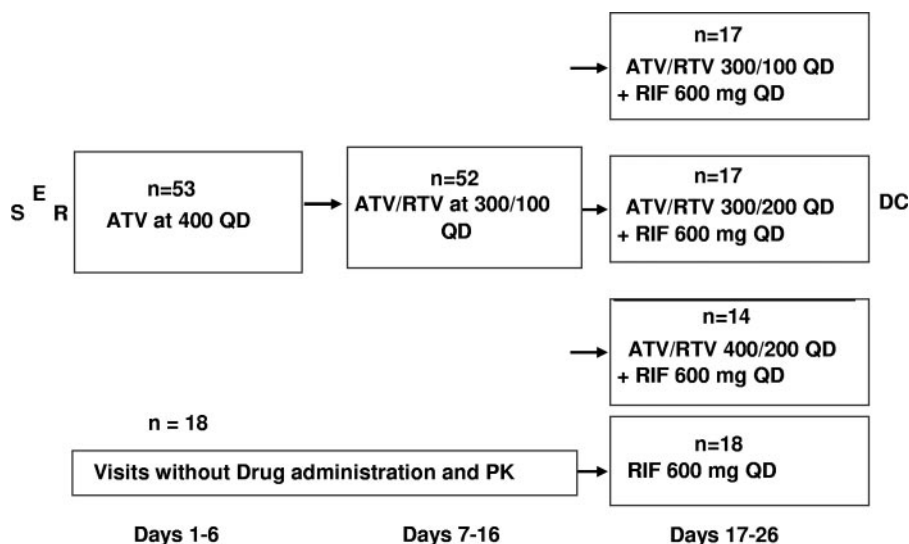 n=17
ATV/RTV 300/100 QD
+ RIF 600 mg QD
S E R
n=53
ATV at 400 QD
n=52
ATV/RTV at 300/100
QD
n=17
ATV/RTV 300/200 QD
+ RIF 600 mg QD
DC
n=14
ATV/RTV 400/200 QD
+ RIF 600 mg QD
n = 18
Visits without Drug administration and PK
n=18
RIF 600 mg QD
Days 1-6
Days 7-16
Days 17-26